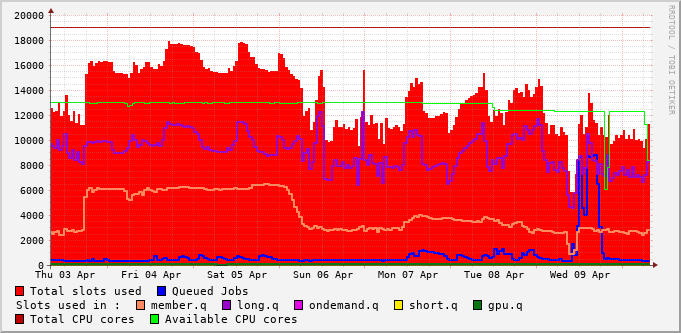 20000
18000
16000
14000
12000
10000
8000
6000
4000
2000
0
Thu 03 Apr Fri 04 Apr Sat 05 Apr Sun 06 Apr Mon 07 Apr Tue 08 Apr Wed 09 Apr
RRDTOOL / TOBI OETIKER
Total slots used Queued Jobs
Slots used in : member.q long.q ondemand.q short.q gpu.q
Total CPU cores Available CPU cores